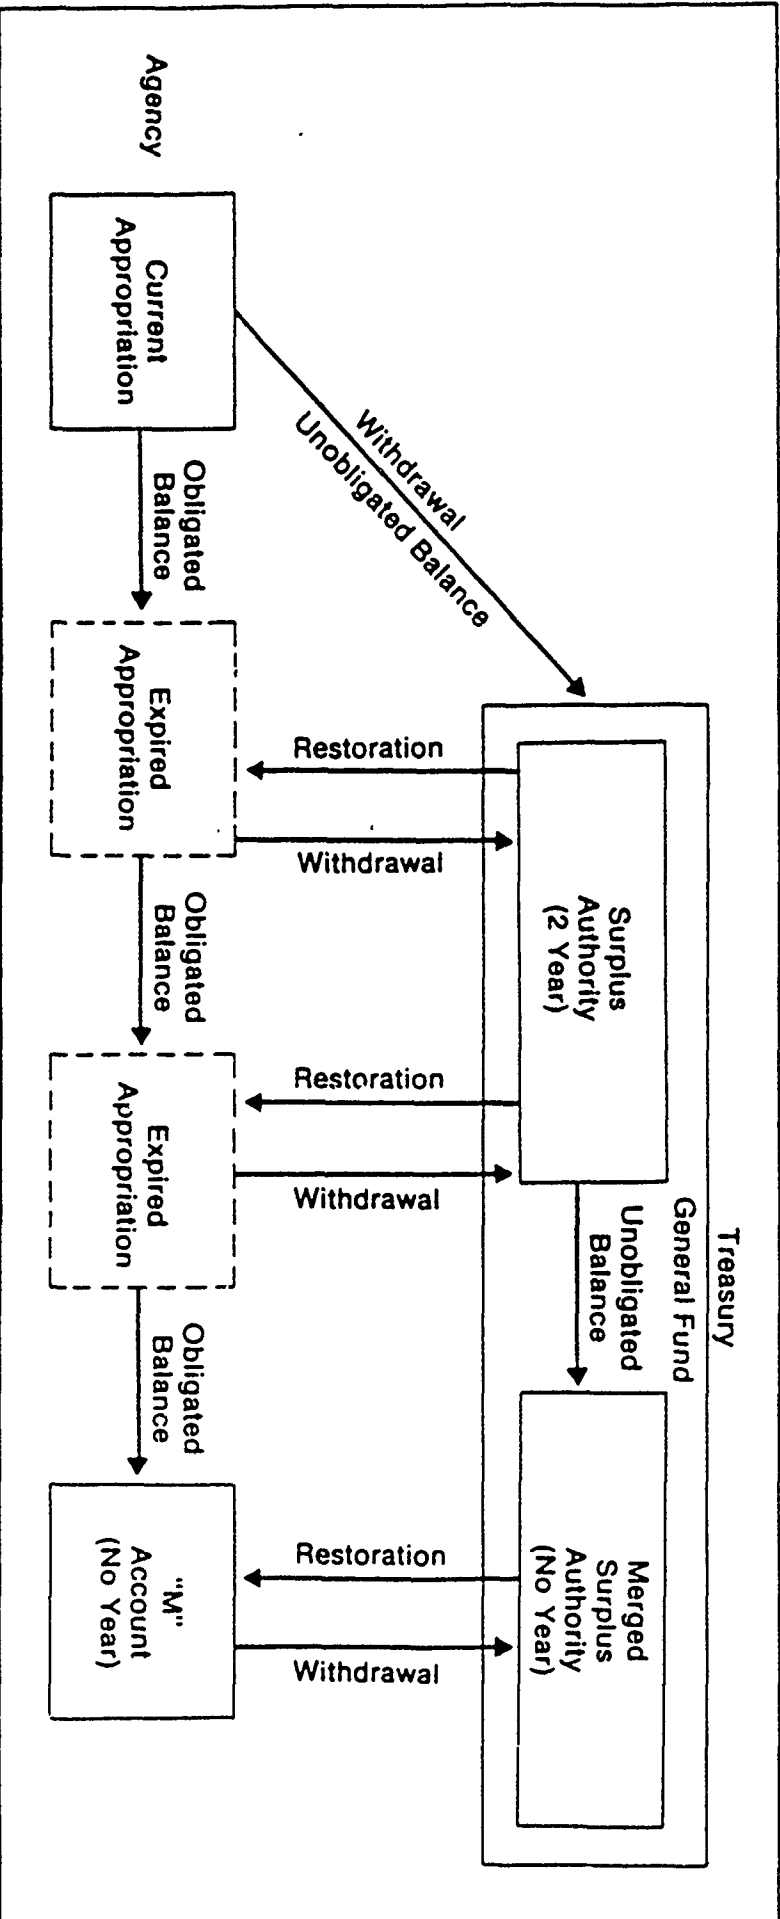 Treasury
General Fund
Surplus
Authority
(2 Year)
Unobligated
Balance
Merged
Surplus
Authority
(No Year)
Withdrawal
Unobligated Balance
Restoration
Withdrawal
Restoration
Withdrawal
Restoration
Withdrawal
Agency
Current
Appropriation
Obligated
Balance
Expired
Appropriation
Obligated
Balance
Expired
Appropriation
Obligated
Balance
"M"
Account
(No Year)